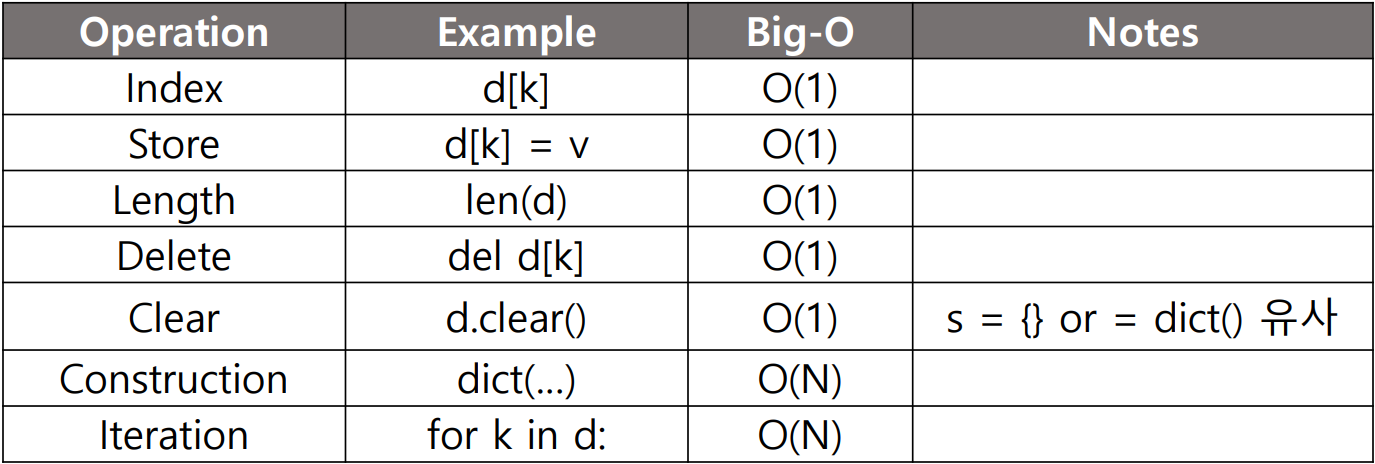 Operation Example Big-O Notes
Index d[k] O(1)
Store d[k] = v O(1)
Length len(d) O(1)
Delete del d[k] O(1)
Clear d.clear() O(1) s = {} or = dict() 유사
Construction dict(...) O(N)
Iteration for k in d: O(N)